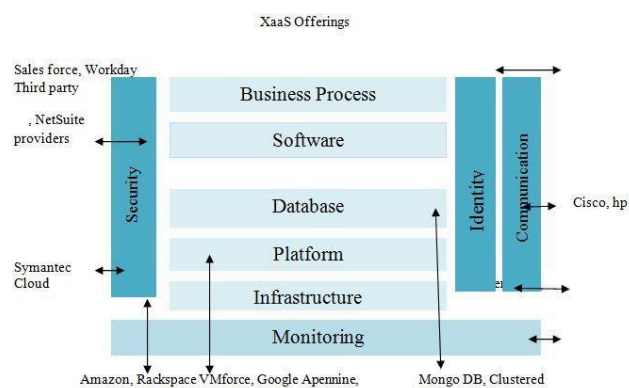 XaaS Offerings
Sales force, Workday
Third party
, NetSuite
providers
Business Process
Software
Database
Platform
Infrastructure
Monitoring
Security
Identity
Communication
Cisco, hp
Symantec
Cloud
Amazon, Rackspace VMforce, Google Apennine,
Mongo DB, Clustered